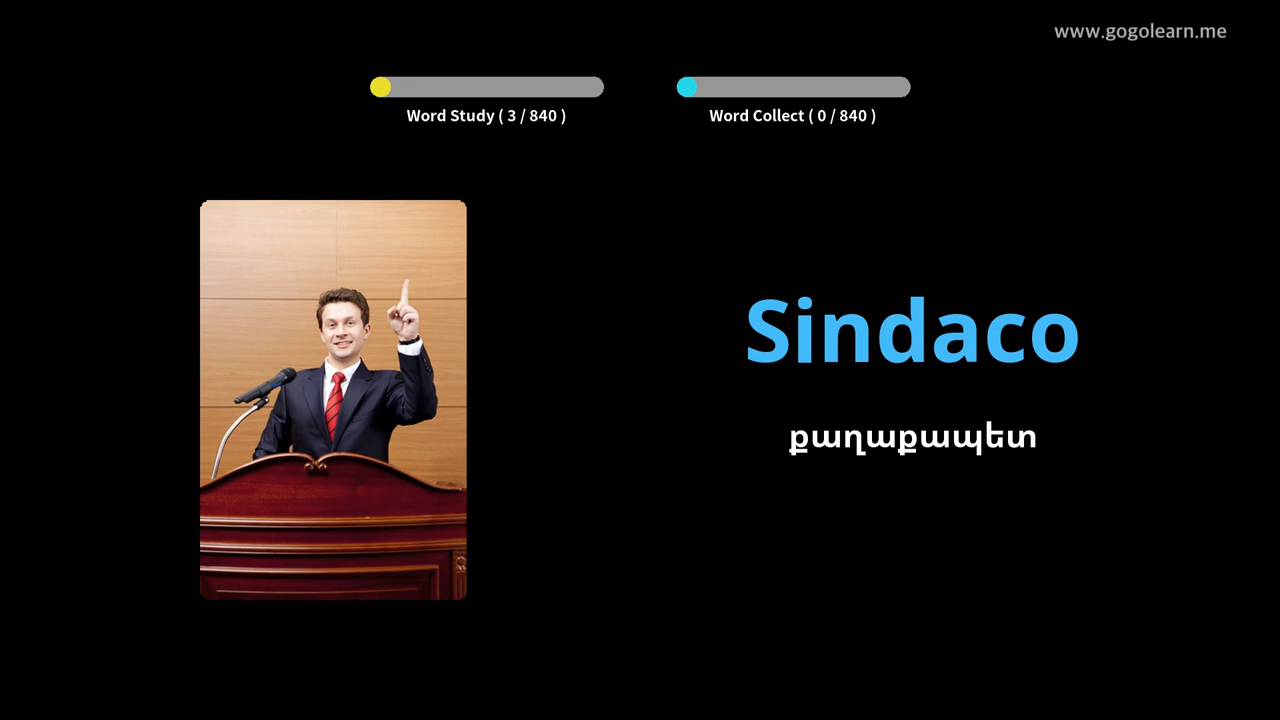 www.gogolearn.me
Word Study ( 3 / 840 )
Word Collect ( 0 / 840 )
Sindaco
քաղաքապետ